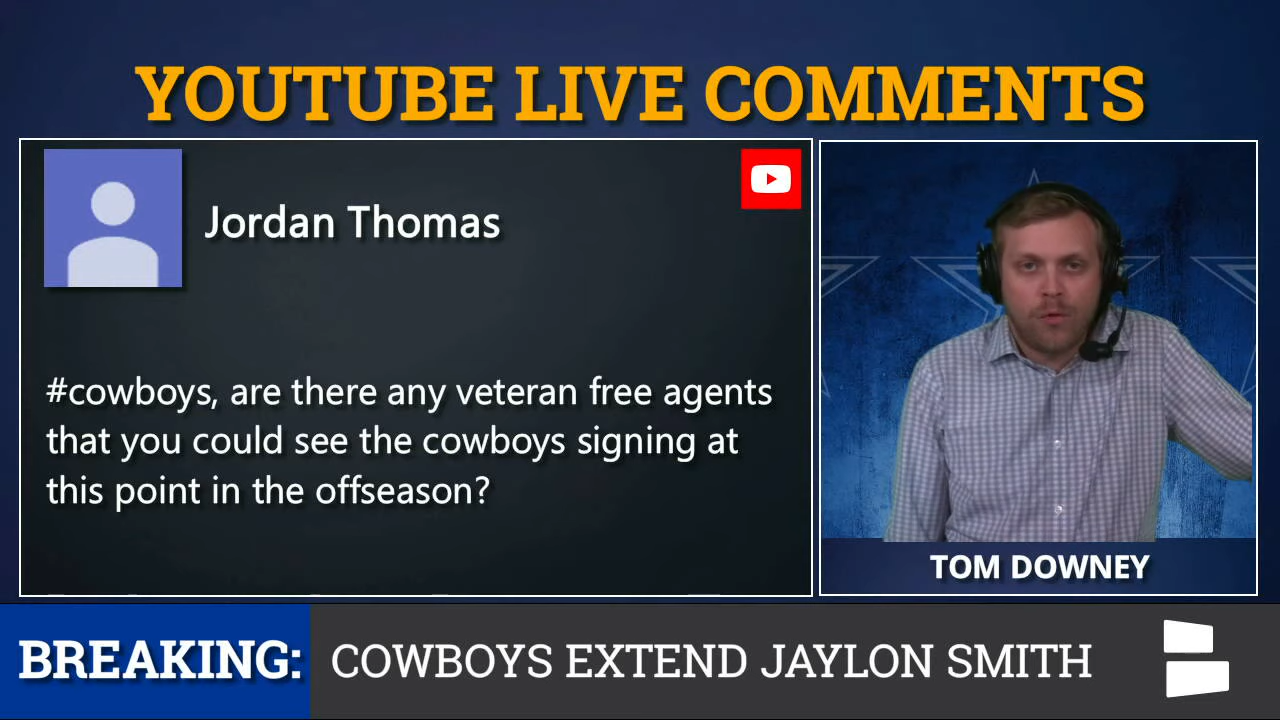 YOUTUBE LIVE COMMENTS
Jordan Thomas
#cowboys, are there any veteran free agents
that you could see the cowboys signing at
this point in the offseason?
TOM DOWNEY
BREAKING: COWBOYS EXTEND JAYLON SMITH